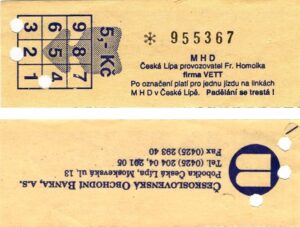 5,- Kč
9 6 3
8 5 2
7 4 1
* 955367
MHD
Česká Lípa provozovatel Fr. Homolka
firma VETT
Po označení platí pro jednu jízdu na linkách
MHD v České Lípě. Padělání se trestá !
ČESKOSLOVENSKÁ OBCHODNÍ BANKA, A.S.
Pobočka Česká Lípa, Moskevská ul. 13
Tel. (0425) 204 04, 291 05
Fax (0425) 293 40